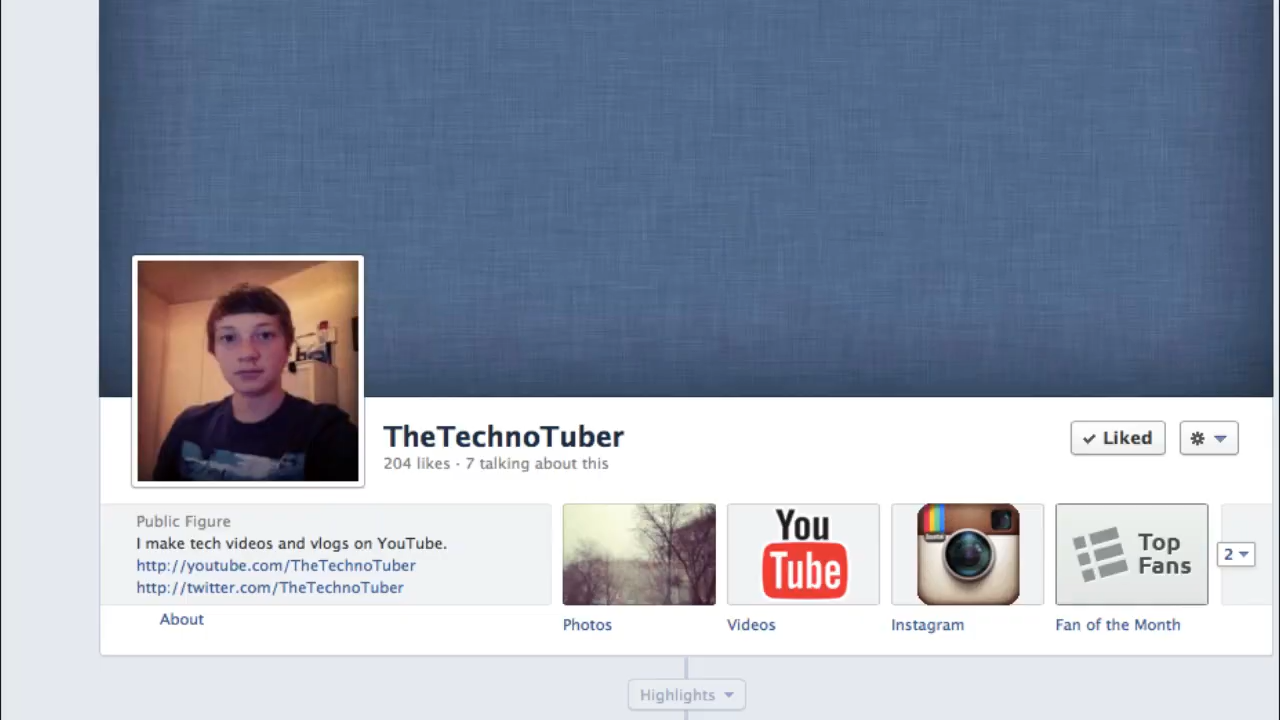 TheTechnoTuber
204 likes · 7 talking about this
Liked
Public Figure
I make tech videos and vlogs on YouTube.
http://youtube.com/TheTechnoTuber
http://twitter.com/TheTechnoTuber
About
Photos
You
Tube
Videos
Instagram
Top
Fans
Fan of the Month
2
Highlights